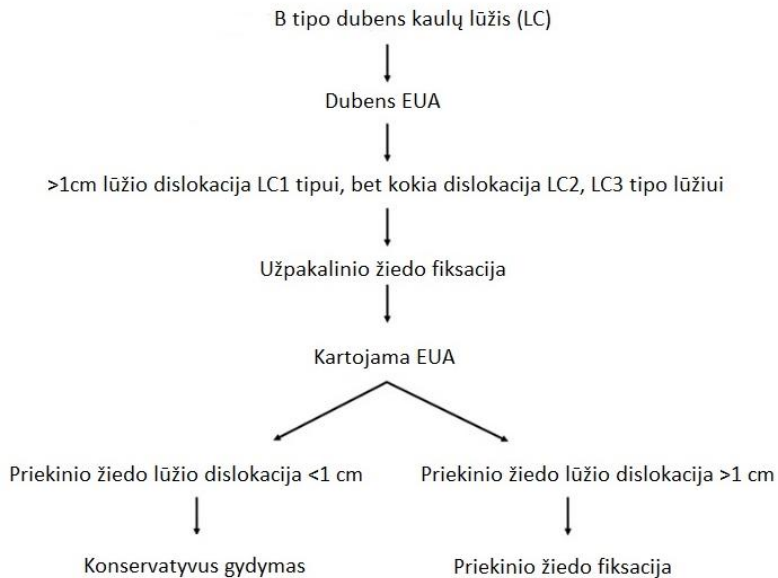 B tipo dubens kaulų lūžis (LC)
Dubens EUA
>1cm lūžio dislokacija LC1 tipui, bet kokia dislokacija LC2, LC3 tipo lūžiui
Užpakalinio žiedo fiksacija
Kartojama EUA
Priekinio žiedo lūžio dislokacija <1 cm
Priekinio žiedo lūžio dislokacija >1 cm
Konservatyvus gydymas
Priekinio žiedo fiksacija